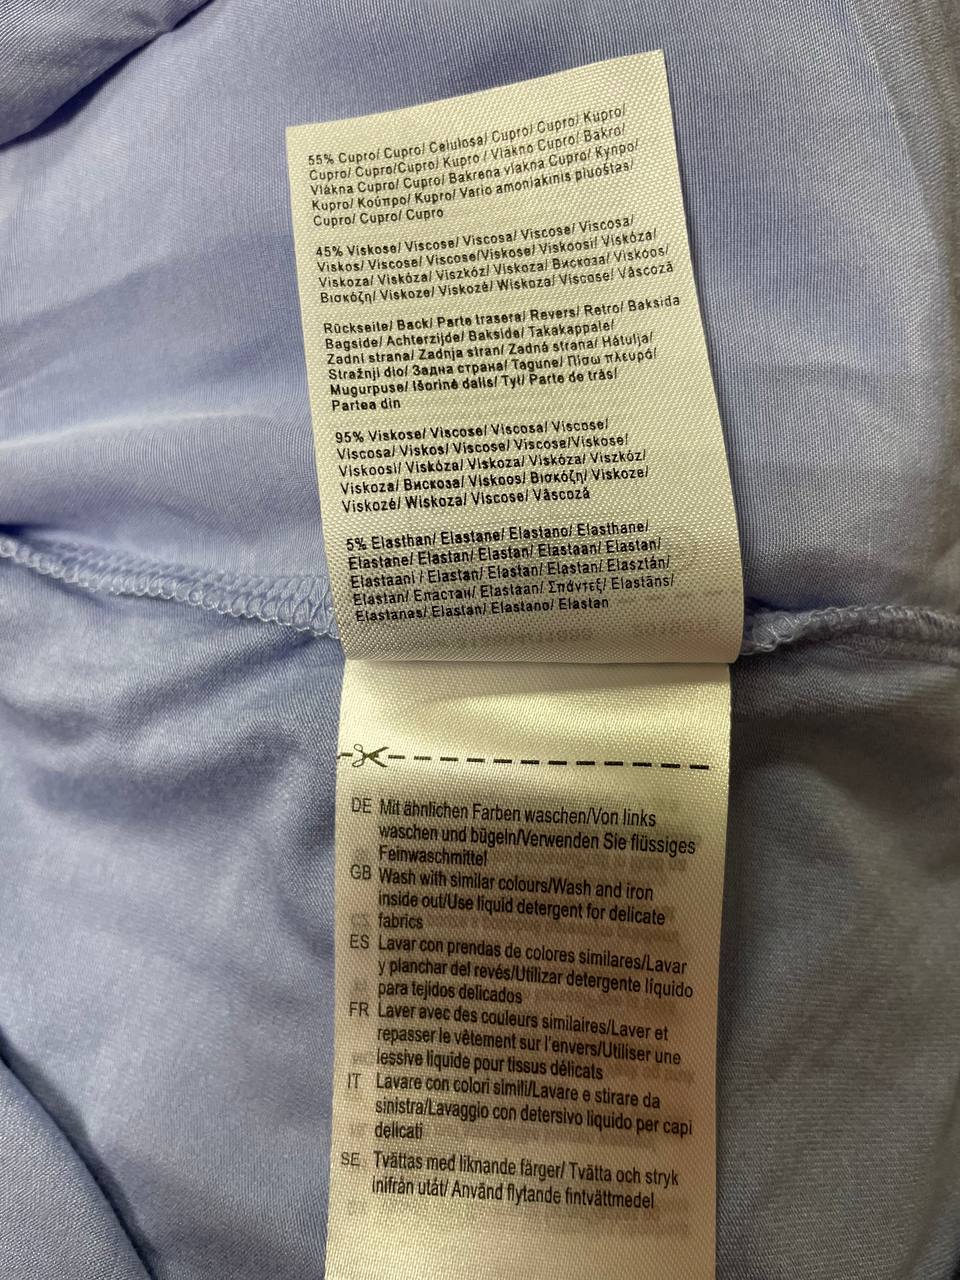 55% Cupro/ Cupro/ Celulosa/ Cupro/ Cupro/ Kupro/
Cupro/ Cupro/Cupro/ Kupro / Vlákno Cupro/ Bakro/
Vlákna Cupro/ Cupro/ Bakrena vlakna Cupro/ Купро/
Kupro/ Κούπρο/ Kupro/ Vario amoniakinis pluoštas/
Cupro/ Cupro/ Cupro
45% Viskose/ Viscose/ Viscosa/ Viscose/ Viscosa/
Viskos/ Viscose/ Viscose/Viskose/ Viskoosi/ Viskóza/
Viskoza/ Viskóza/ Viszkóz/ Viskoza/ Вискоза/ Viskoos/
Βισκόζη/ Viskoze/ Viskozė/ Wiskoza/ Viscose/ Vâscoză
Rückseite/ Back/ Parte trasera/ Revers/ Retro/ Baksida
Bagside/ Achterzijde/ Bakside/ Takakappale/
Zadní strana/ Zadnja stran/ Zadná strana/ Hátulja/
Stražnji dio/ Задна страна/ Tagune/ Πίσω πλευρά/
Mugurpuse/ Išorinė dalis/ Tył/ Parte de trás/
Partea din
95% Viskose/ Viscose/ Viscosa/ Viscose/
Viscosa/ Viskos/ Viscose/ Viscose/Viskose/
Viskoosi/ Viskóza/ Viskoza/ Viskóza/ Viszkóz/
Viskoza/ Вискоза/ Viskoos/ Βισκόζη/ Viskoze/
Viskozė/ Wiskoza/ Viscose/ Vâscoză
5% Elasthan/ Elastane/ Elastano/ Elasthane/
Elastane/ Elastan/ Elastan/ Elastaan/ Elastan/
Elastaani / Elastan/ Elastan/ Elastan/ Elasztán/
Elastan/ Еластан/ Elastaan/ Σπάντεξ/ Elastāns/
Elastanas/ Elastan/ Elastano/ Elastan
DE Mit ähnlichen Farben waschen/Von links
waschen und bügeln/Verwenden Sie flüssiges
Feinwaschmittel
GB Wash with similar colours/Wash and iron
inside out/Use liquid detergent for delicate
fabrics
ES Lavar con prendas de colores similares/Lavar
y planchar del revés/Utilizar detergente líquido
para tejidos delicados
FR Laver avec des couleurs similaires/Laver et
repasser le vêtement sur l'envers/Utiliser une
lessive liquide pour tissus délicats
IT Lavare con colori simili/Lavare e stirare da
sinistra/Lavaggio con detersivo liquido per capi
delicati
SE Tvättas med liknande färger/ Tvätta och stryk
inifrån utåt/ Använd flytande fintvättmedel